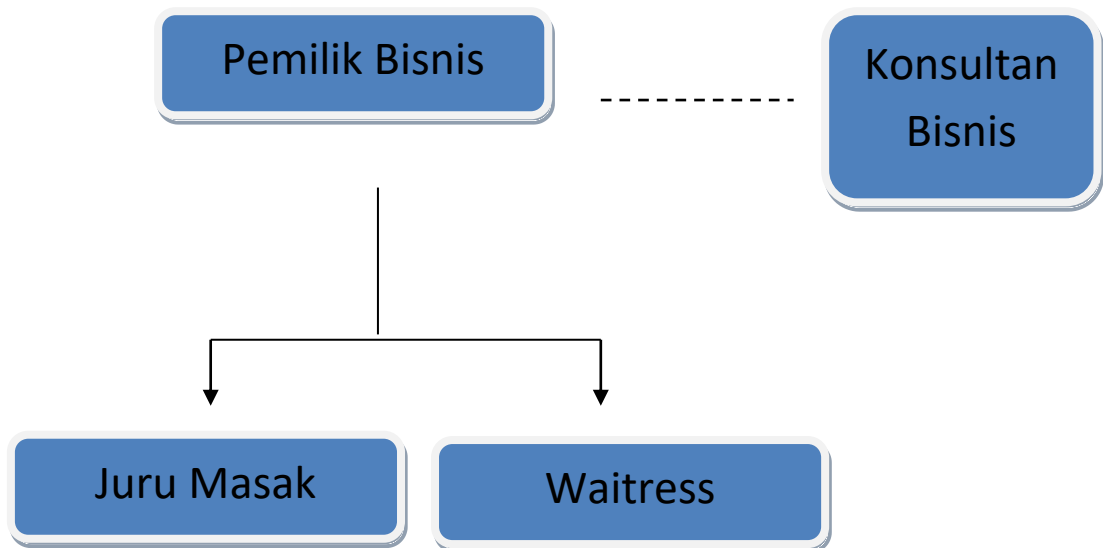 Pemilik Bisnis
Konsultan
Bisnis
Juru Masak
Waitress